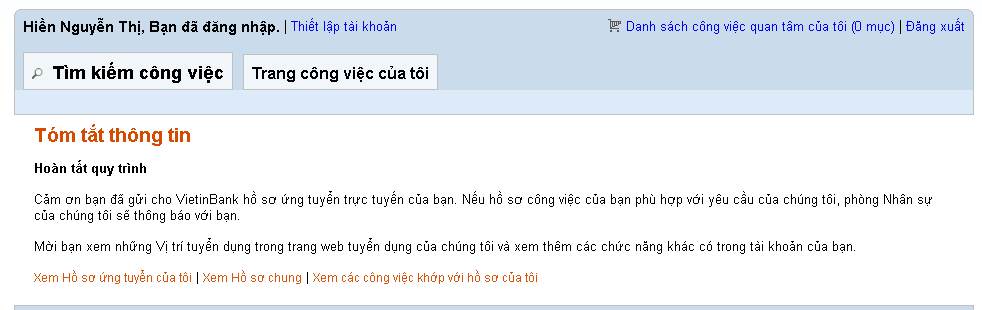 Hiền Nguyễn Thị, Bạn đã đăng nhập. | Thiết lập tài khoản Danh sách công việc quan tâm của tôi (0 mục) | Đăng xuất
Tìm kiếm công việc Trang công việc của tôi
Tóm tắt thông tin
Hoàn tất quy trình
Cảm ơn bạn đã gửi cho VietinBank hồ sơ ứng tuyển trực tuyến của bạn. Nếu hồ sơ công việc của bạn phù hợp với yêu cầu của chúng tôi, phòng Nhân sự
của chúng tôi sẽ thông báo với bạn.
Mời bạn xem những Vị trí tuyển dụng trong trang web tuyển dụng của chúng tôi và xem thêm các chức năng khác có trong tài khoản của bạn.
Xem Hồ sơ ứng tuyển của tôi | Xem Hồ sơ chung | Xem các công việc khớp với hồ sơ của tôi